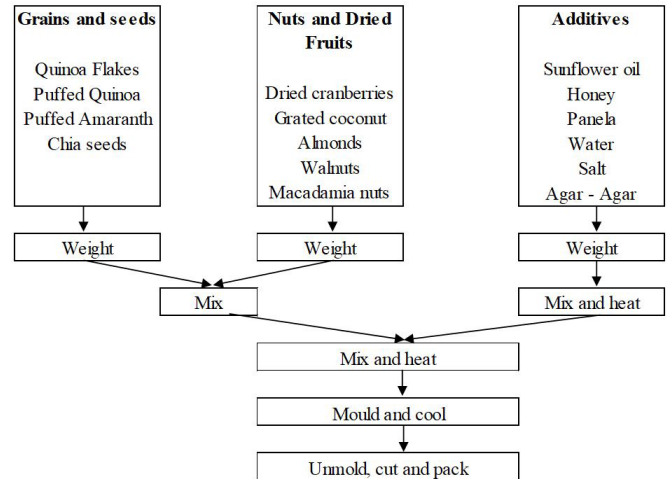 Grains and seeds
Quinoa Flakes
Puffed Quinoa
Puffed Amaranth
Chia seeds
Nuts and Dried
Fruits
Dried cranberries
Grated coconut
Almonds
Walnuts
Macadamia nuts
Additives
Sunflower oil
Honey
Panela
Water
Salt
Agar - Agar
Weight
Weight
Weight
Mix
Mix and heat
Mix and heat
Mould and cool
Unmold, cut and pack